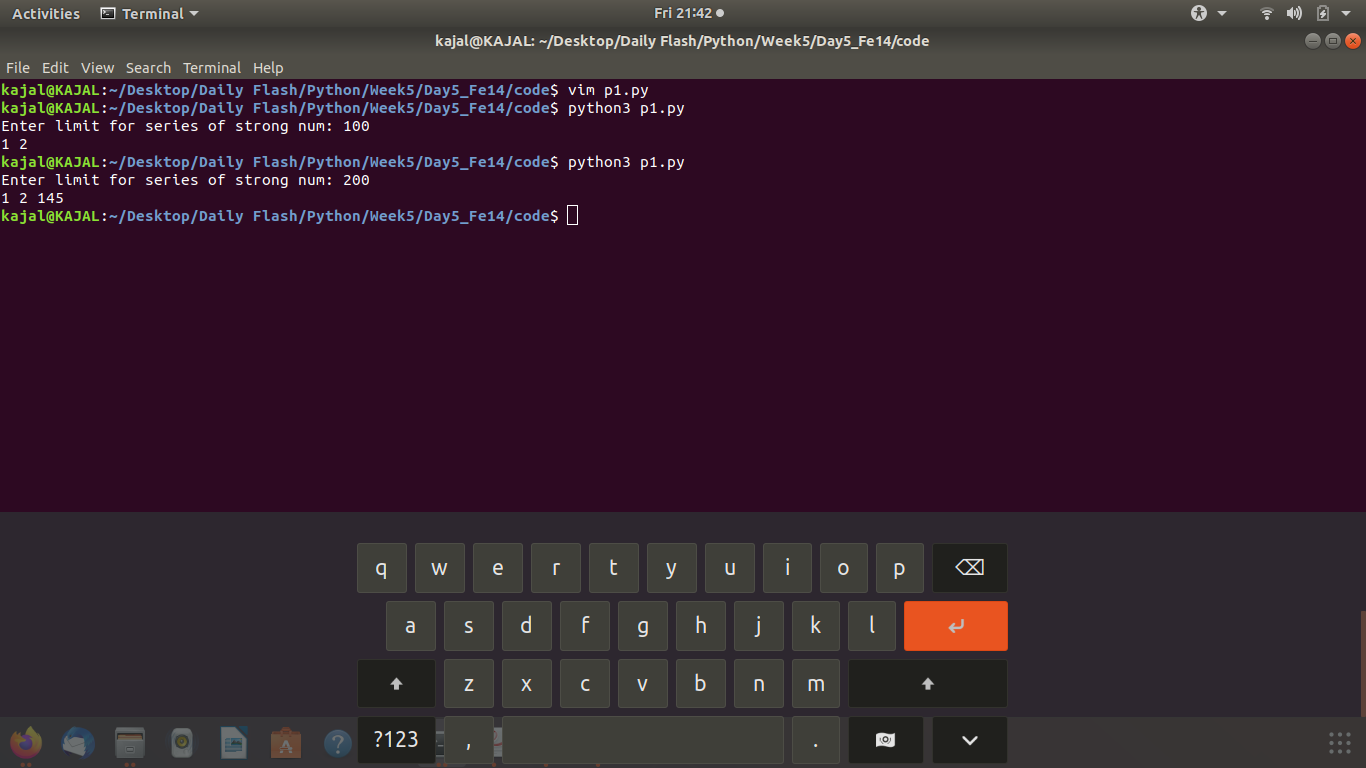 Activities Terminal Fri 21:42
kajal@KAJAL: ~/Desktop/Daily Flash/Python/Week5/Day5_Fe14/code
File Edit View Search Terminal Help
kajal@KAJAL:~/Desktop/Daily Flash/Python/Week5/Day5_Fe14/code$ vim p1.py
kajal@KAJAL:~/Desktop/Daily Flash/Python/Week5/Day5_Fe14/code$ python3 p1.py
Enter limit for series of strong num: 100
1 2
kajal@KAJAL:~/Desktop/Daily Flash/Python/Week5/Day5_Fe14/code$ python3 p1.py
Enter limit for series of strong num: 200
1 2 145
kajal@KAJAL:~/Desktop/Daily Flash/Python/Week5/Day5_Fe14/code$
q w e r t y u i o p
a s d f g h j k l
z x c v b n m
?123 , .